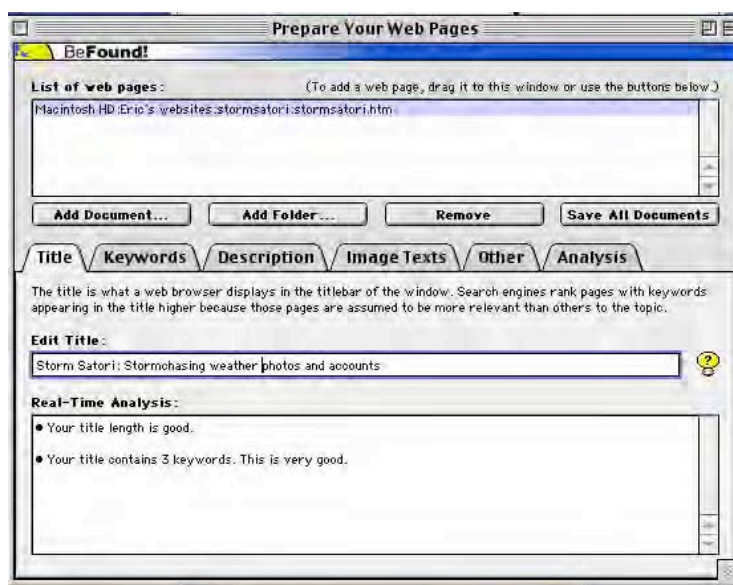 Prepare Your Web Pages
BeFound!
List of web pages: (To add a web page, drag it to this window or use the buttons below.)
Macintosh HD:Eric's websites:stormsatori:stormsatori.htm
Add Document... Add Folder... Remove Save All Documents
Title Keywords Description Image Texts Other Analysis
The title is what a web browser displays in the titlebar of the window. Search engines rank pages with keywords
appearing in the title higher because those pages are assumed to be more relevant than others to the topic.
Edit Title:
Storm Satori: Stormchasing weather photos and accounts
?
Real-Time Analysis:
• Your title length is good.
• Your title contains 3 keywords. This is very good.